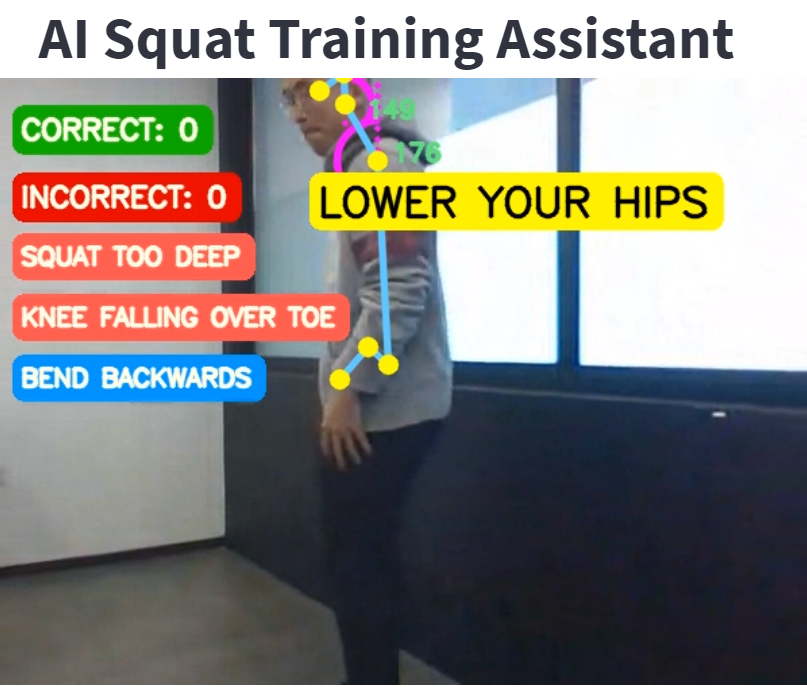 AI Squat Training Assistant
149
CORRECT: 0
176
INCORRECT: 0
LOWER YOUR HIPS
SQUAT TOO DEEP
KNEE FALLING OVER TOE
BEND BACKWARDS